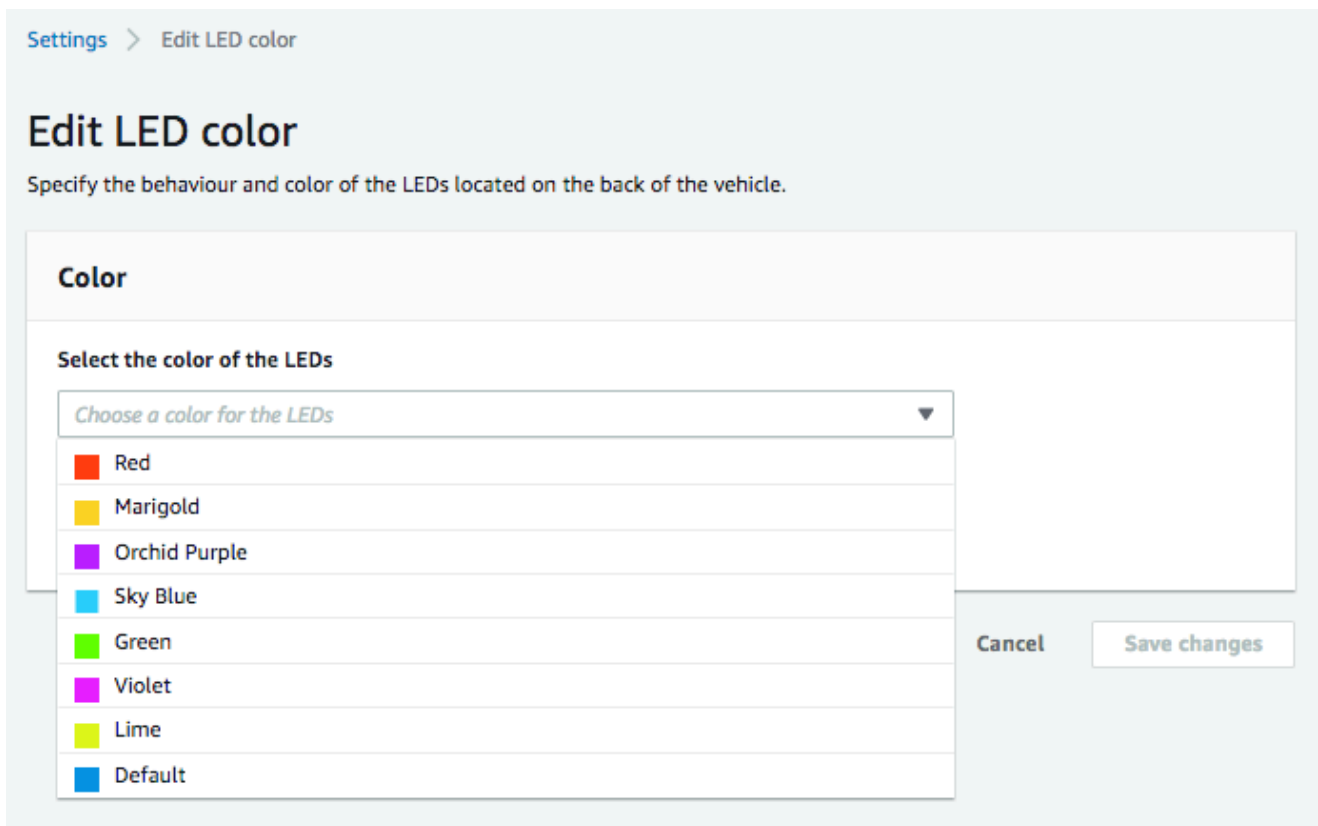 Settings > Edit LED color
Edit LED color
Specify the behaviour and color of the LEDs located on the back of the vehicle.
Color
Select the color of the LEDs
Choose a color for the LEDs
Red
Marigold
Orchid Purple
Sky Blue
Green
Violet
Lime
Default
Cancel Save changes